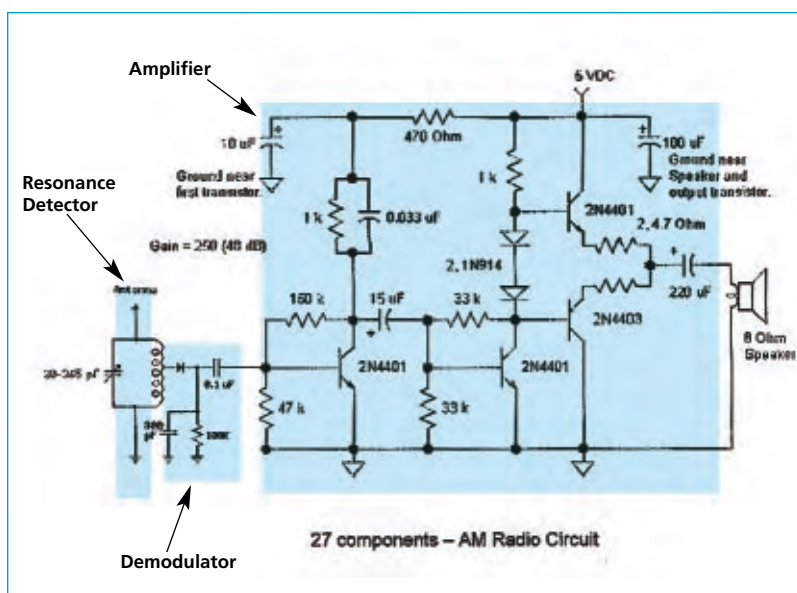 Amplifier
6 VDC
10 uF
470 Ohm
100 uF
Ground near
Speaker and
output transistor.
Ground near
first transistor.
1 k
0.033 uF
1 k
2N4401
2, 4.7 Ohm
Resonance
Detector
Gain = 250 (48 dB)
2, 1N914
220 uF
Antenna
150 k
15 uF
33 k
2N4403
8 Ohm
Speaker
pF
0.1 uF
2N4401
2N4401
47 k
33 k
pF
100K
Demodulator
27 components – AM Radio Circuit